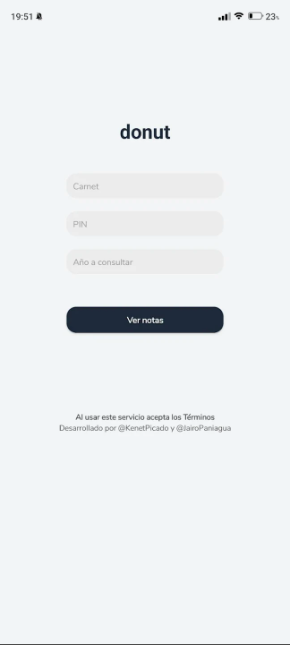 19:51
23%
donut
Carnet
PIN
Año a consultar
Ver notas
Al usar este servicio acepta los Términos
Desarrollado por @KenetPicado y @JairoPaniagua